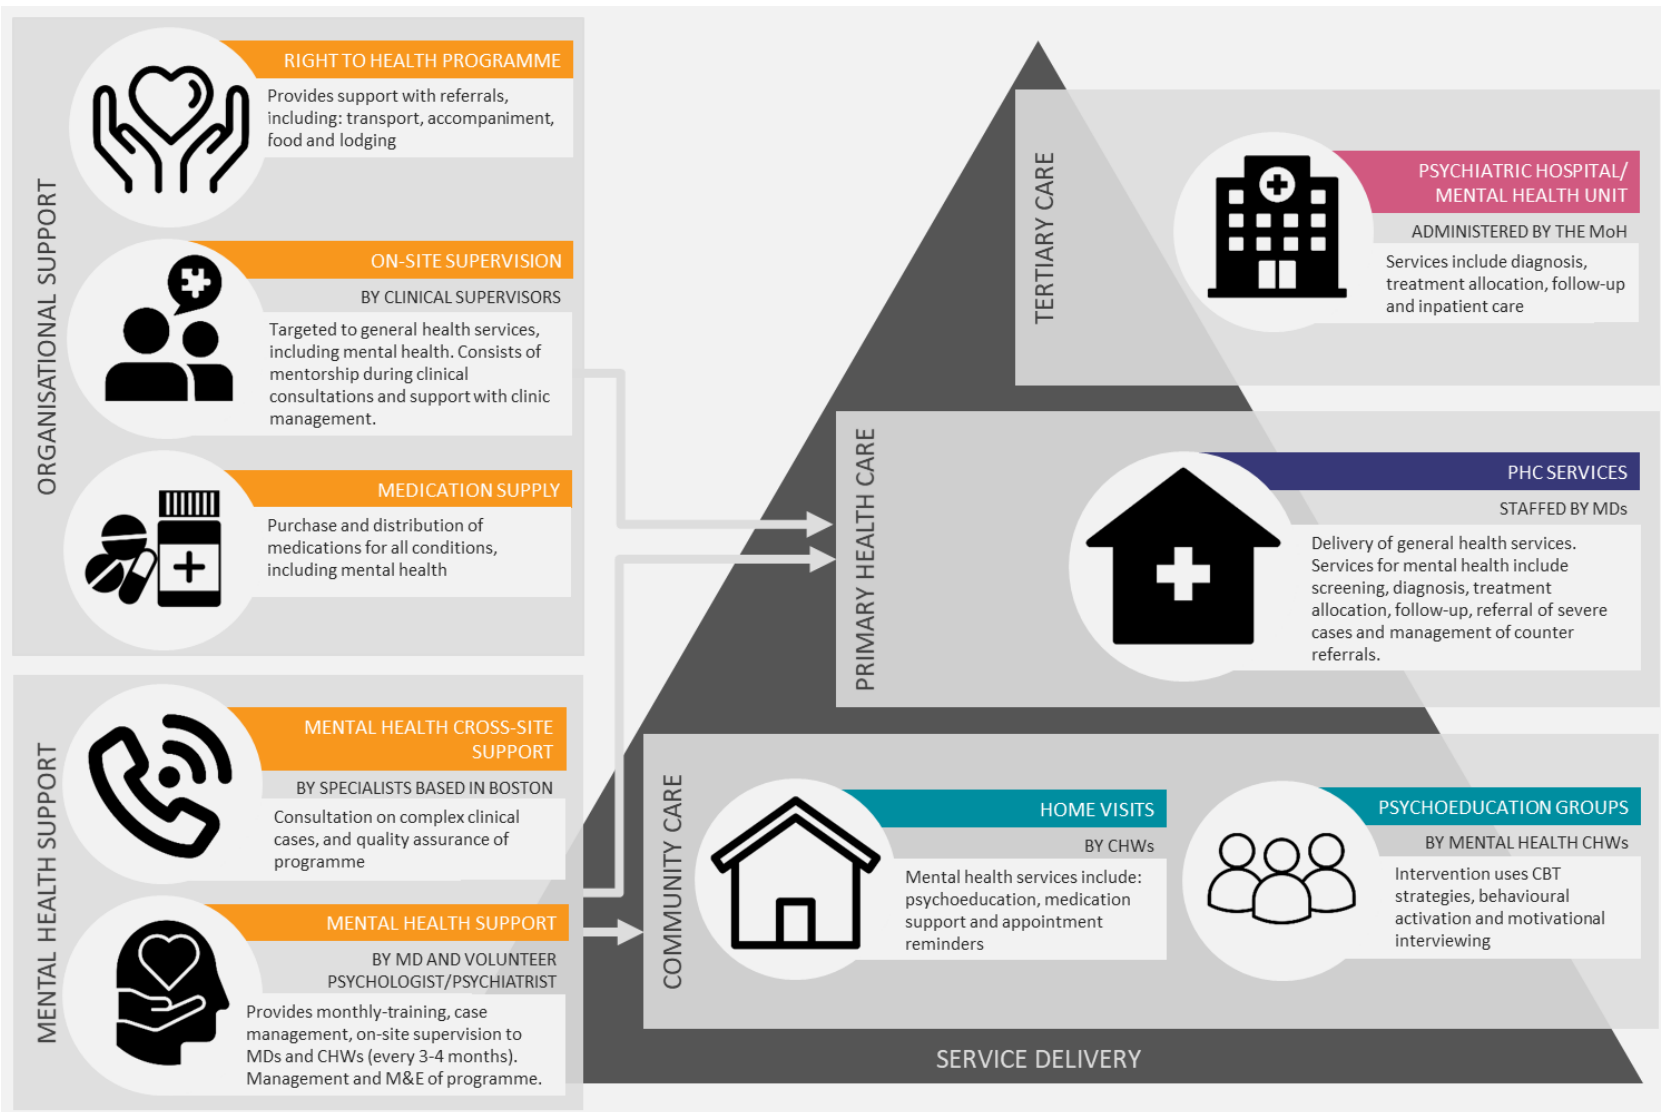 ORGANISATIONAL SUPPORT
RIGHT TO HEALTH PROGRAMME
Provides support with referrals,
including: transport, accompaniment,
food and lodging
ON-SITE SUPERVISION
BY CLINICAL SUPERVISORS
Targeted to general health services,
including mental health. Consists of
mentorship during clinical
consultations and support with clinic
management.
MEDICATION SUPPLY
Purchase and distribution of
medications for all conditions,
including mental health
MENTAL HEALTH SUPPORT
MENTAL HEALTH CROSS-SITE
SUPPORT
BY SPECIALISTS BASED IN BOSTON
Consultation on complex clinical
cases, and quality assurance of
programme
MENTAL HEALTH SUPPORT
BY MD AND VOLUNTEER
PSYCHOLOGIST/PSYCHIATRIST
Provides monthly-training, case
management, on-site supervision to
MDs and CHWs (every 3-4 months).
Management and M&E of programme.
TERTIARY CARE
PSYCHIATRIC HOSPITAL/
MENTAL HEALTH UNIT
ADMINISTERED BY THE MoH
Services include diagnosis,
treatment allocation, follow-up
and inpatient care
PRIMARY HEALTH CARE
PHC SERVICES
STAFFED BY MDs
Delivery of general health services.
Services for mental health include
screening, diagnosis, treatment
allocation, follow-up, referral of severe
cases and management of counter
referrals.
COMMUNITY CARE
HOME VISITS
BY CHWs
Mental health services include:
psychoeducation, medication
support and appointment
reminders
PSYCHOEDUCATION GROUPS
BY MENTAL HEALTH CHWs
Intervention uses CBT
strategies, behavioural
activation and motivational
interviewing
SERVICE DELIVERY